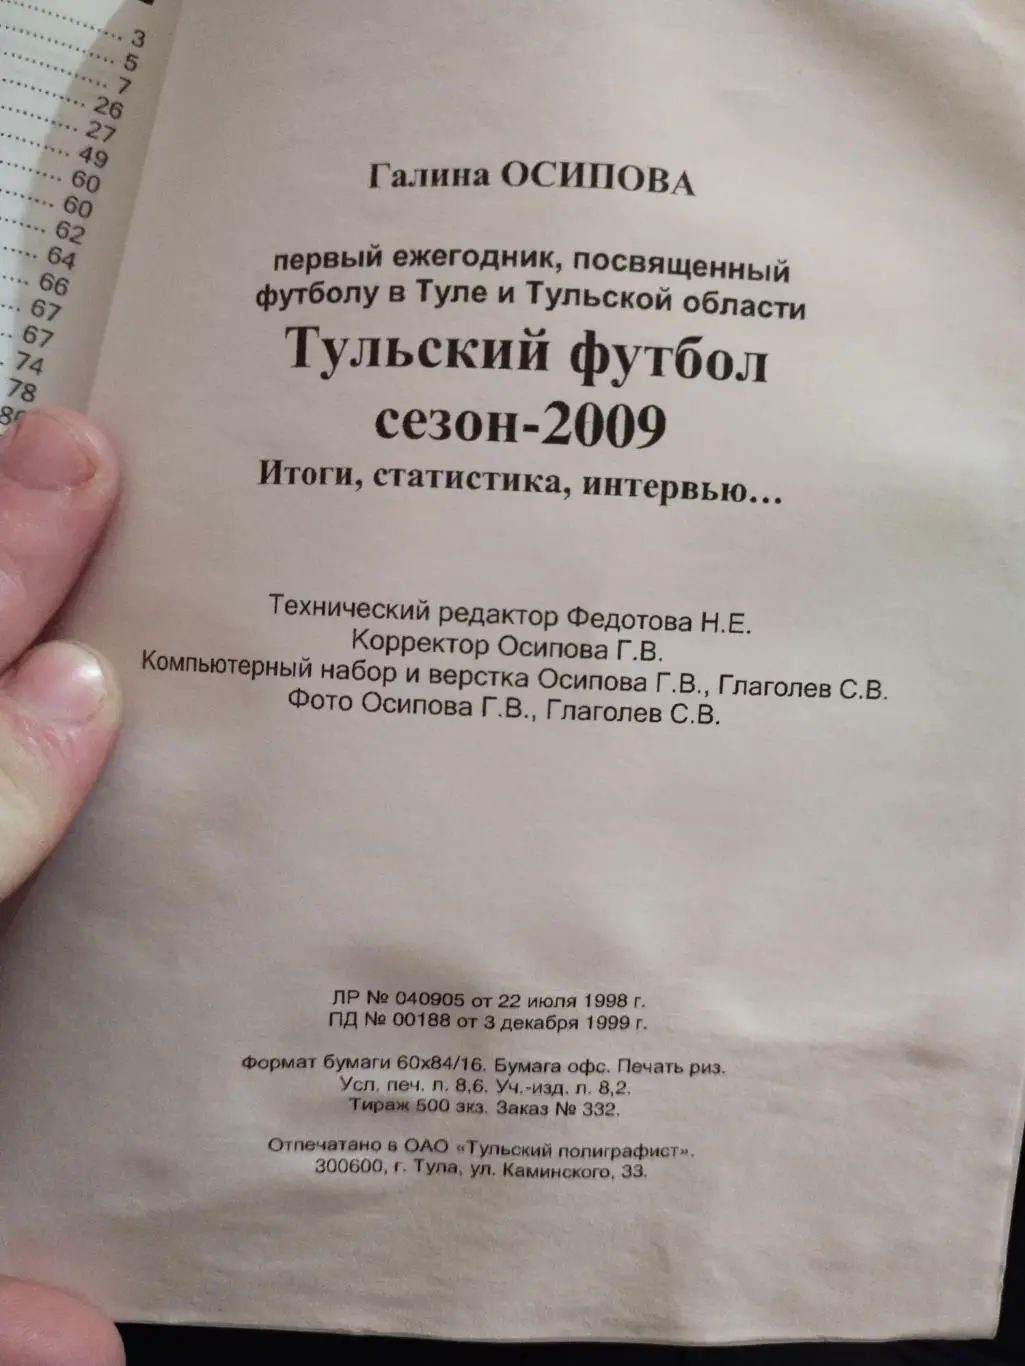 3
5
7
26
27
49
60
60
62
64
66
67
67
74
78
Галина ОСИПОВА
первый ежегодник, посвященный
футболу в Туле и Тульской области
Тульский футбол
сезон-2009
Итоги, статистика, интервью...
Технический редактор Федотова Н.Е.
Корректор Осипова Г.В.
Компьютерный набор и верстка Осипова Г.В., Глаголев С.В.
Фото Осипова Г.В., Глаголев С.В.
ЛР № 040905 от 22 июля 1998 г.
ПД № 00188 от 3 декабря 1999 г.
Формат бумаги 60х84/16. Бумага офс. Печать риз.
Усл. печ. л. 8,6. Уч.-изд. л. 8,2.
Тираж 500 экз. Заказ № 332.
Отпечатано в ОАО «Тульский полиграфист».
300600, г. Тула, ул. Каминского, 33.